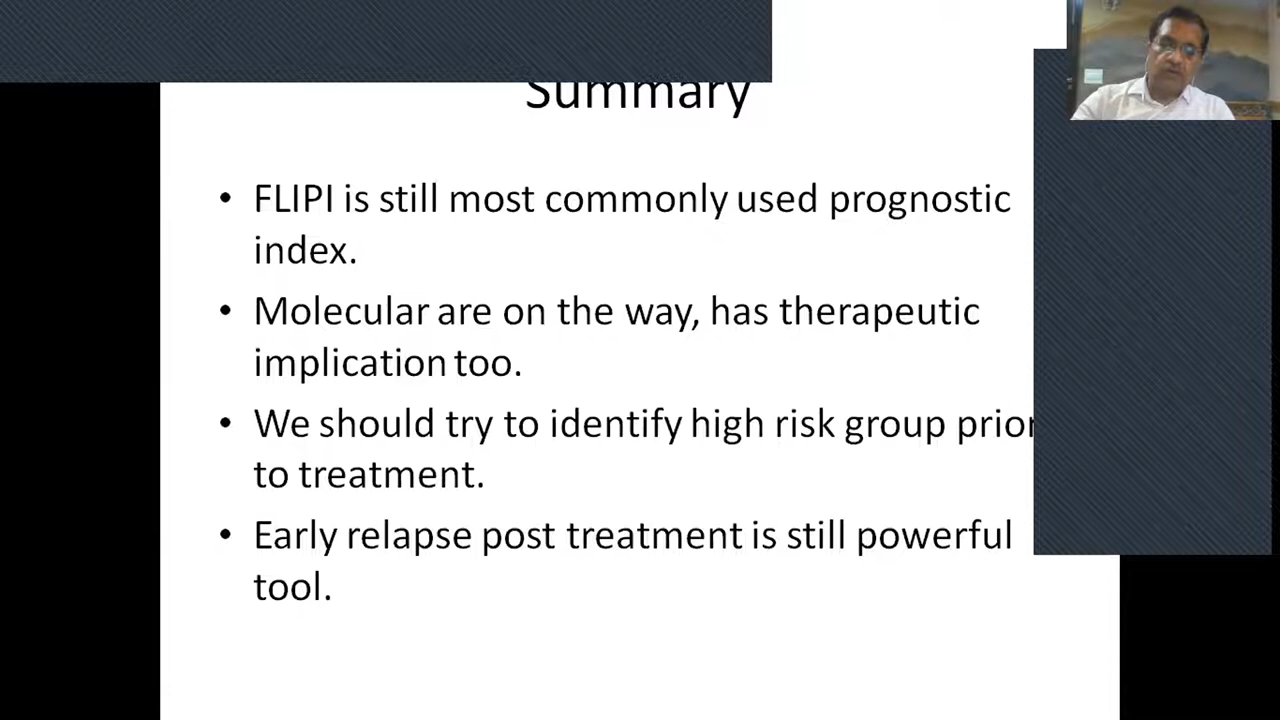 Summary
• FLIPI is still most commonly used prognostic
index.
• Molecular are on the way, has therapeutic
implication too.
• We should try to identify high risk group prior
to treatment.
• Early relapse post treatment is still powerful
tool.